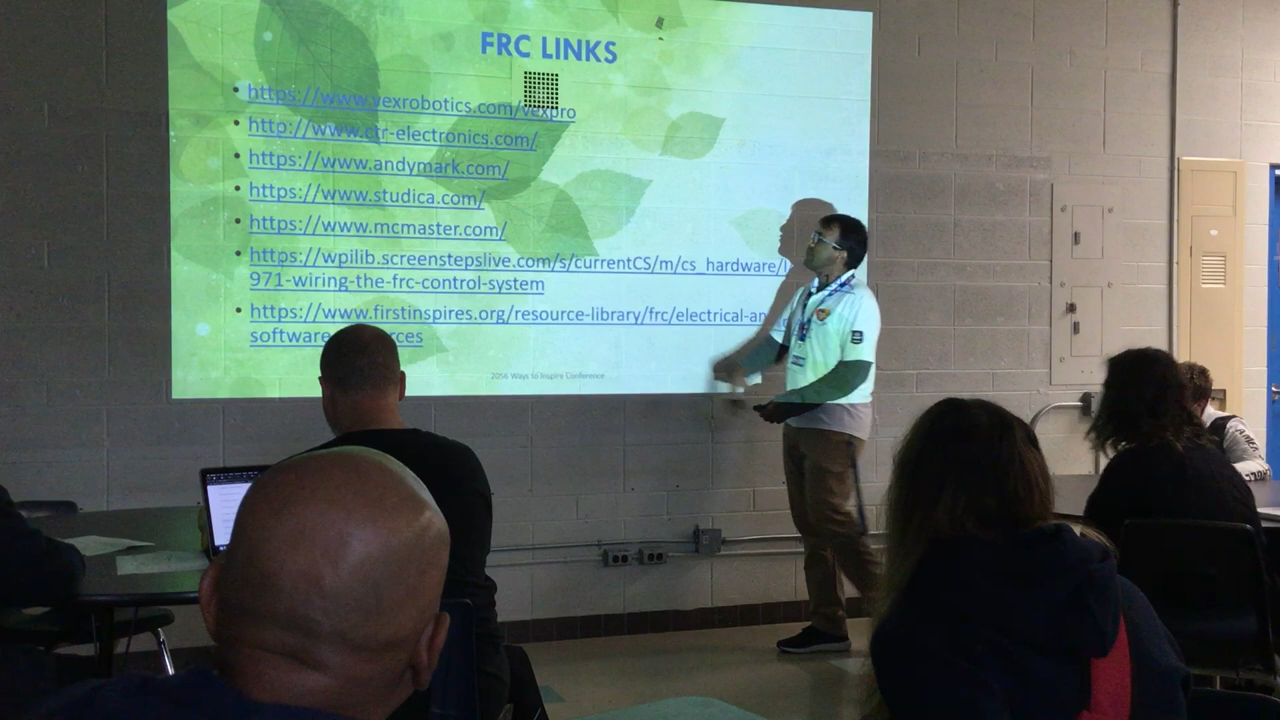 FRC LINKS
https://www.vexrobotics.com/vexpro
http://www.ctr-electronics.com/
https://www.andymark.com/
https://www.studica.com/
https://www.mcmaster.com/
https://wpilib.screenstepslive.com/s/currentCS/m/cs_hardware/l
971-wiring-the-frc-control-system
https://www.firstinspires.org/resource-library/frc/electrical-an
software
2056 Ways to Inspire Conference